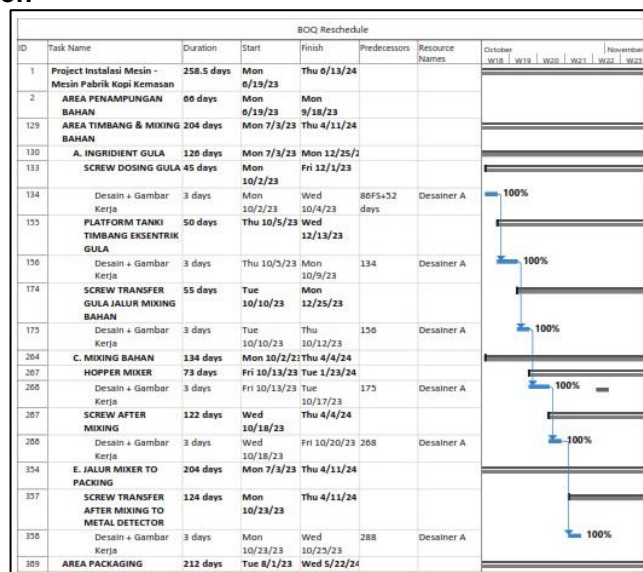 BOQ Reschedule
ID Task Name Duration Start Finish Predecessors Resource Names October November
W18 W19 W20 W21 W22 W23
1 Project Instalasi Mesin - Mesin Pabrik Kopi Kemasan 258.5 days Mon 6/19/23 Thu 6/13/24
2 AREA PENAMPUNGAN BAHAN 66 days Mon 6/19/23 Mon 9/18/23
129 AREA TIMBANG & MIXING BAHAN 204 days Mon 7/3/23 Thu 4/11/24
130 A. INGRIDIENT GULA 126 days Mon 7/3/23 Mon 12/25/2
133 SCREW DOSING GULA 45 days Mon 10/2/23 Fri 12/1/23
134 Desain + Gambar Kerja 3 days Mon 10/2/23 Wed 10/4/23 86FS+52 days Desainer A 100%
155 PLATFORM TANKI TIMBANG EKSENTRIK GULA 50 days Thu 10/5/23 Wed 12/13/23
156 Desain + Gambar Kerja 3 days Thu 10/5/23 Mon 10/9/23 134 Desainer A 100%
174 SCREW TRANSFER GULA JALUR MIXING BAHAN 55 days Tue 10/10/23 Mon 12/25/23
175 Desain + Gambar Kerja 3 days Tue 10/10/23 Thu 10/12/23 156 Desainer A 100%
264 C. MIXING BAHAN 134 days Mon 10/2/23 Thu 4/4/24
267 HOPPER MIXER 73 days Fri 10/13/23 Tue 1/23/24
268 Desain + Gambar Kerja 3 days Fri 10/13/23 Tue 10/17/23 175 Desainer A 100%
287 SCREW AFTER MIXING 122 days Wed 10/18/23 Thu 4/4/24
288 Desain + Gambar Kerja 3 days Wed 10/18/23 Fri 10/20/23 268 Desainer A 100%
354 E. JALUR MIXER TO PACKING 204 days Mon 7/3/23 Thu 4/11/24
357 SCREW TRANSFER AFTER MIXING TO METAL DETECTOR 124 days Mon 10/23/23 Thu 4/11/24
358 Desain + Gambar Kerja 3 days Mon 10/23/23 Wed 10/25/23 288 Desainer A 100%
389 AREA PACKAGING 212 days Tue 8/1/23 Wed 5/22/24